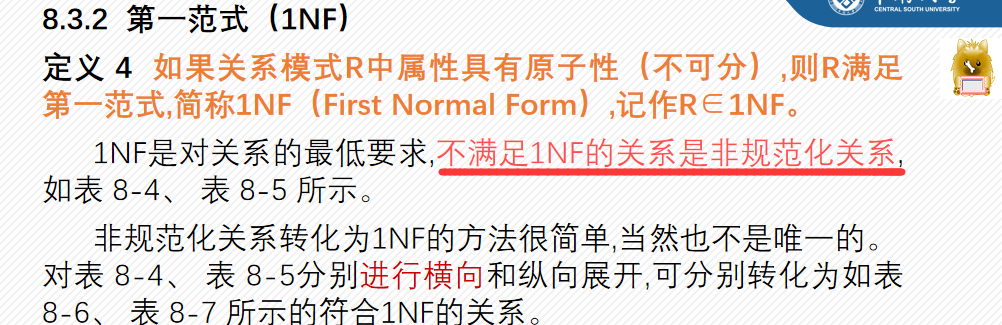 CENTRAL SOUTH UNIVERSITY
8.3.2 第一范式（1NF）
定义 4 如果关系模式R中属性具有原子性（不可分）,则R满足
第一范式,简称1NF（First Normal Form）,记作R∈1NF。
1NF是对关系的最低要求,不满足1NF的关系是非规范化关系,
如表 8-4、 表 8-5 所示。
非规范化关系转化为1NF的方法很简单,当然也不是唯一的。
对表 8-4、 表 8-5分别进行横向和纵向展开,可分别转化为如表
8-6、 表 8-7 所示的符合1NF的关系。